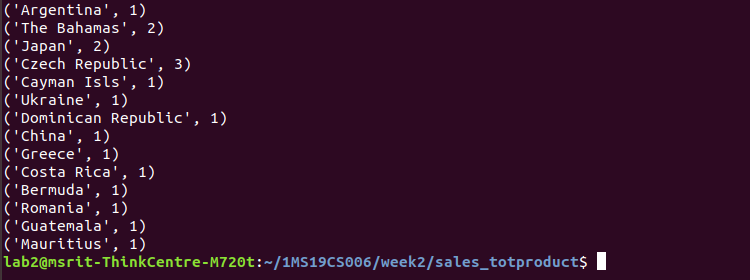 ('Argentina', 1)
('The Bahamas', 2)
('Japan', 2)
('Czech Republic', 3)
('Cayman Isls', 1)
('Ukraine', 1)
('Dominican Republic', 1)
('China', 1)
('Greece', 1)
('Costa Rica', 1)
('Bermuda', 1)
('Romania', 1)
('Guatemala', 1)
('Mauritius', 1)
lab2@msrit-ThinkCentre-M720t:~/1MS19CS006/week2/sales_totproduct$